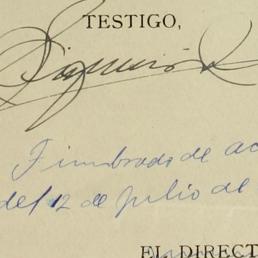 TESTIGO,
Timbrado de ac
del 12 de julio de
EL DIRECT